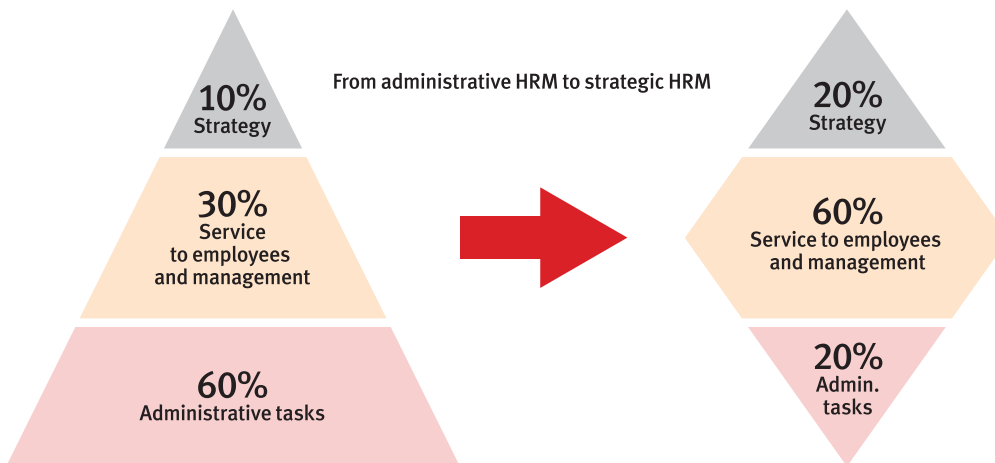 From administrative HRM to strategic HRM
10%
Strategy
30%
Service
to employees
and management
60%
Administrative tasks
20%
Strategy
60%
Service to employees
and management
20%
Admin.
tasks